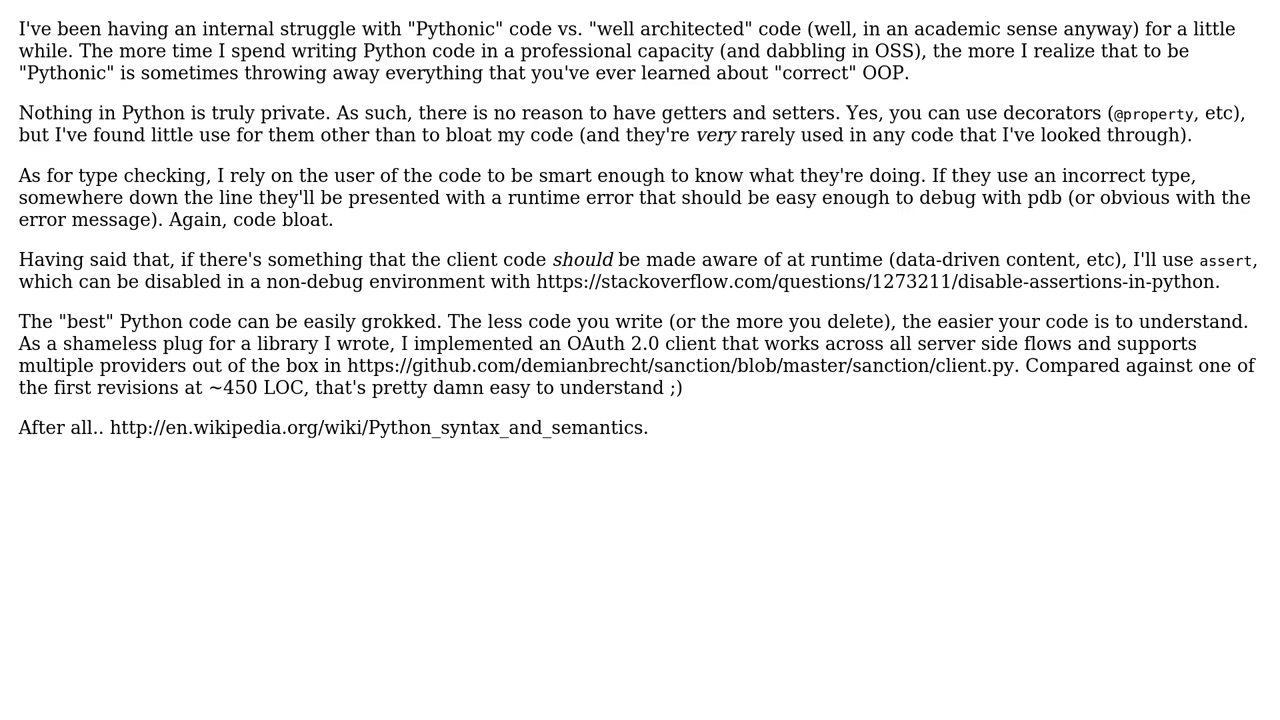 I've been having an internal struggle with "Pythonic" code vs. "well architected" code (well, in an academic sense anyway) for a little
while. The more time I spend writing Python code in a professional capacity (and dabbling in OSS), the more I realize that to be
"Pythonic" is sometimes throwing away everything that you've ever learned about "correct" OOP.
Nothing in Python is truly private. As such, there is no reason to have getters and setters. Yes, you can use decorators (@property, etc),
but I've found little use for them other than to bloat my code (and they're very rarely used in any code that I've looked through).
As for type checking, I rely on the user of the code to be smart enough to know what they're doing. If they use an incorrect type,
somewhere down the line they'll be presented with a runtime error that should be easy enough to debug with pdb (or obvious with the
error message). Again, code bloat.
Having said that, if there's something that the client code should be made aware of at runtime (data-driven content, etc), I'll use assert,
which can be disabled in a non-debug environment with https://stackoverflow.com/questions/1273211/disable-assertions-in-python.
The "best" Python code can be easily grokked. The less code you write (or the more you delete), the easier your code is to understand.
As a shameless plug for a library I wrote, I implemented an OAuth 2.0 client that works across all server side flows and supports
multiple providers out of the box in https://github.com/demianbrecht/sanction/blob/master/sanction/client.py. Compared against one of
the first revisions at ~450 LOC, that's pretty damn easy to understand ;)
After all.. http://en.wikipedia.org/wiki/Python_syntax_and_semantics.